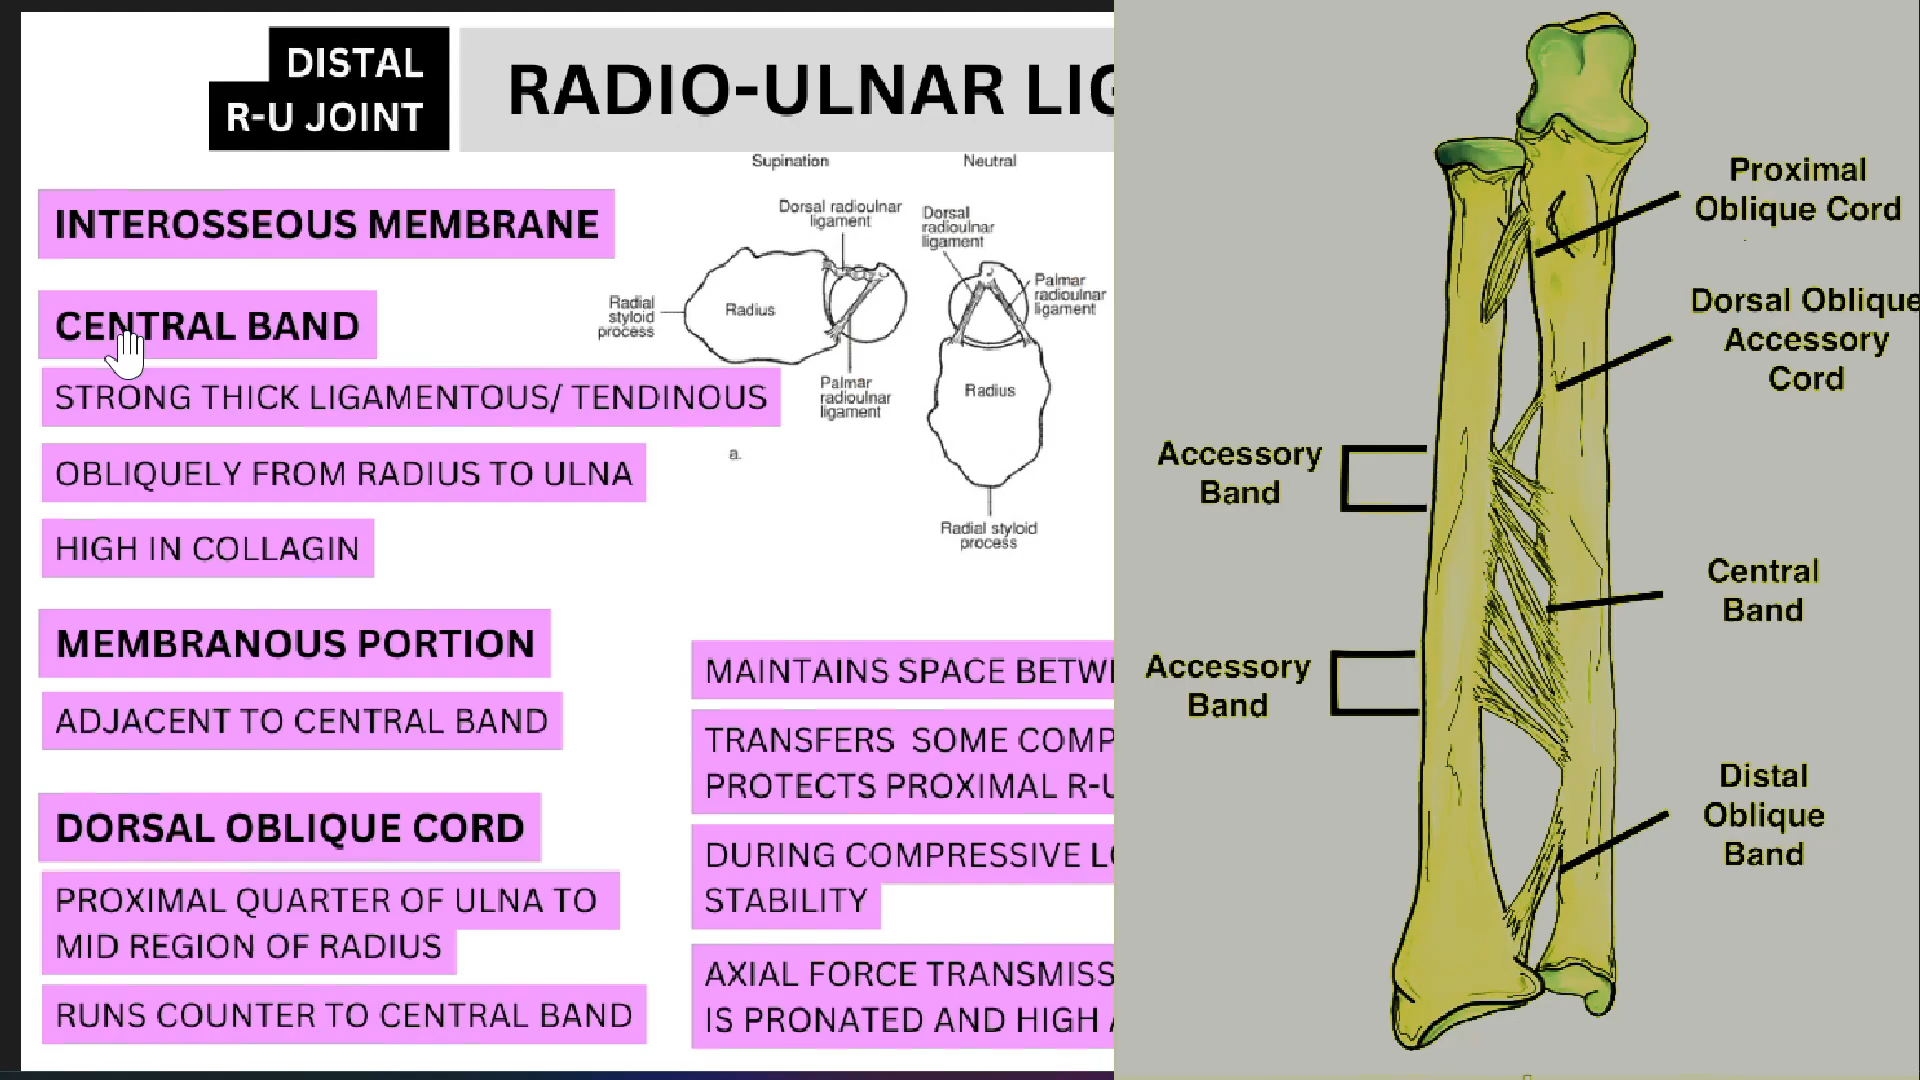 DISTAL
R-U JOINT
RADIO-ULNAR LIG
INTEROSSEOUS MEMBRANE
CENTRAL BAND
STRONG THICK LIGAMENTOUS/ TENDINOUS
OBLIQUELY FROM RADIUS TO ULNA
HIGH IN COLLAGIN
MEMBRANOUS PORTION
ADJACENT TO CENTRAL BAND
DORSAL OBLIQUE CORD
PROXIMAL QUARTER OF ULNA TO
MID REGION OF RADIUS
RUNS COUNTER TO CENTRAL BAND
Supination
Dorsal radioulnar
ligament
Radial
styloid
process
Radius
Palmar
radioulnar
ligament
a.
Neutral
Dorsal
radioulnar
ligament
Palmar
radioulnar
ligament
Radius
Radial styloid
process
MAINTAINS SPACE BETW
TRANSFERS SOME COMP
PROTECTS PROXIMAL R-U
DURING COMPRESSIVE LO
STABILITY
AXIAL FORCE TRANSMISS
IS PRONATED AND HIGH
Proximal
Oblique Cord
Dorsal Oblique
Accessory
Cord
Accessory
Band
Central
Band
Accessory
Band
Distal
Oblique
Band